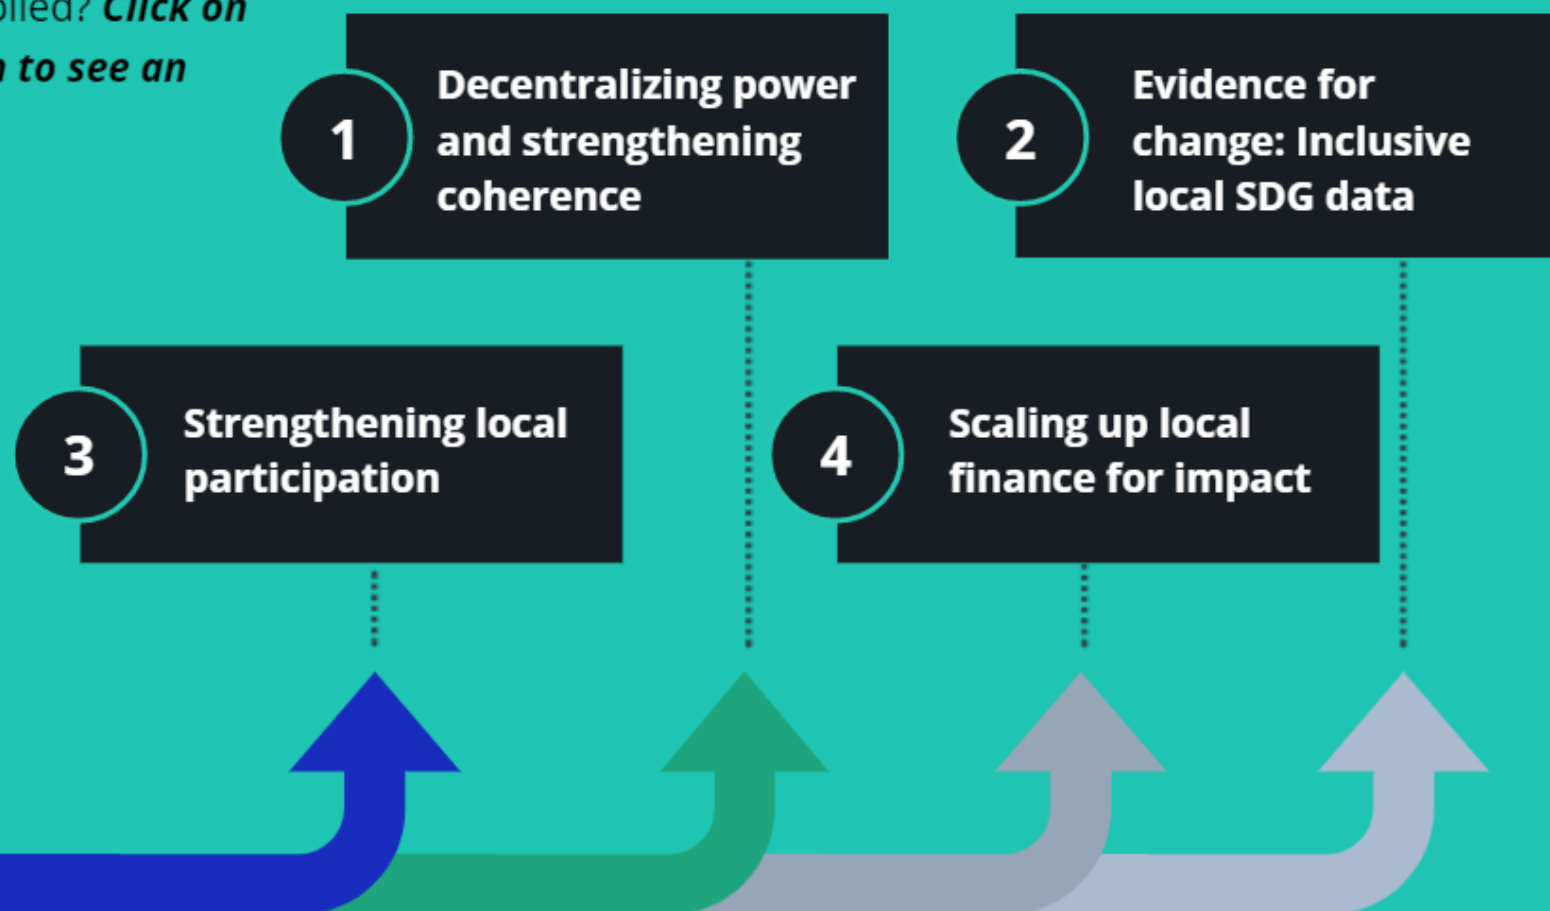 Click on
to see an
1
Decentralizing power
and strengthening
coherence
2
Evidence for
change: Inclusive
local SDG data
3
Strengthening local
participation
4
Scaling up local
finance for impact